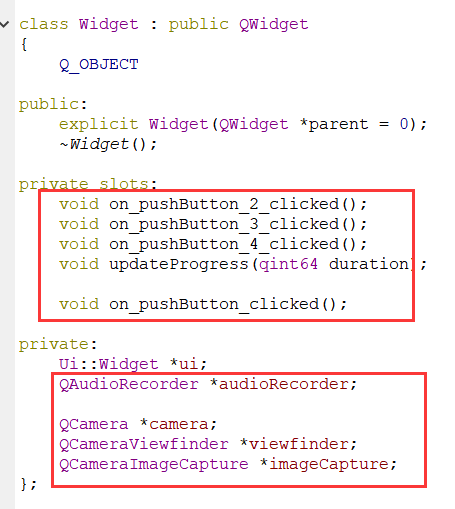 class Widget : public QWidget
{
Q_OBJECT
public:
explicit Widget(QWidget *parent = 0);
~Widget();
private slots:
void on_pushButton_2_clicked();
void on_pushButton_3_clicked();
void on_pushButton_4_clicked();
void updateProgress(qint64 duration);
void on_pushButton_clicked();
private:
Ui::Widget *ui;
QAudioRecorder *audioRecorder;
QCamera *camera;
QCameraViewfinder *viewfinder;
QCameraImageCapture *imageCapture;
};